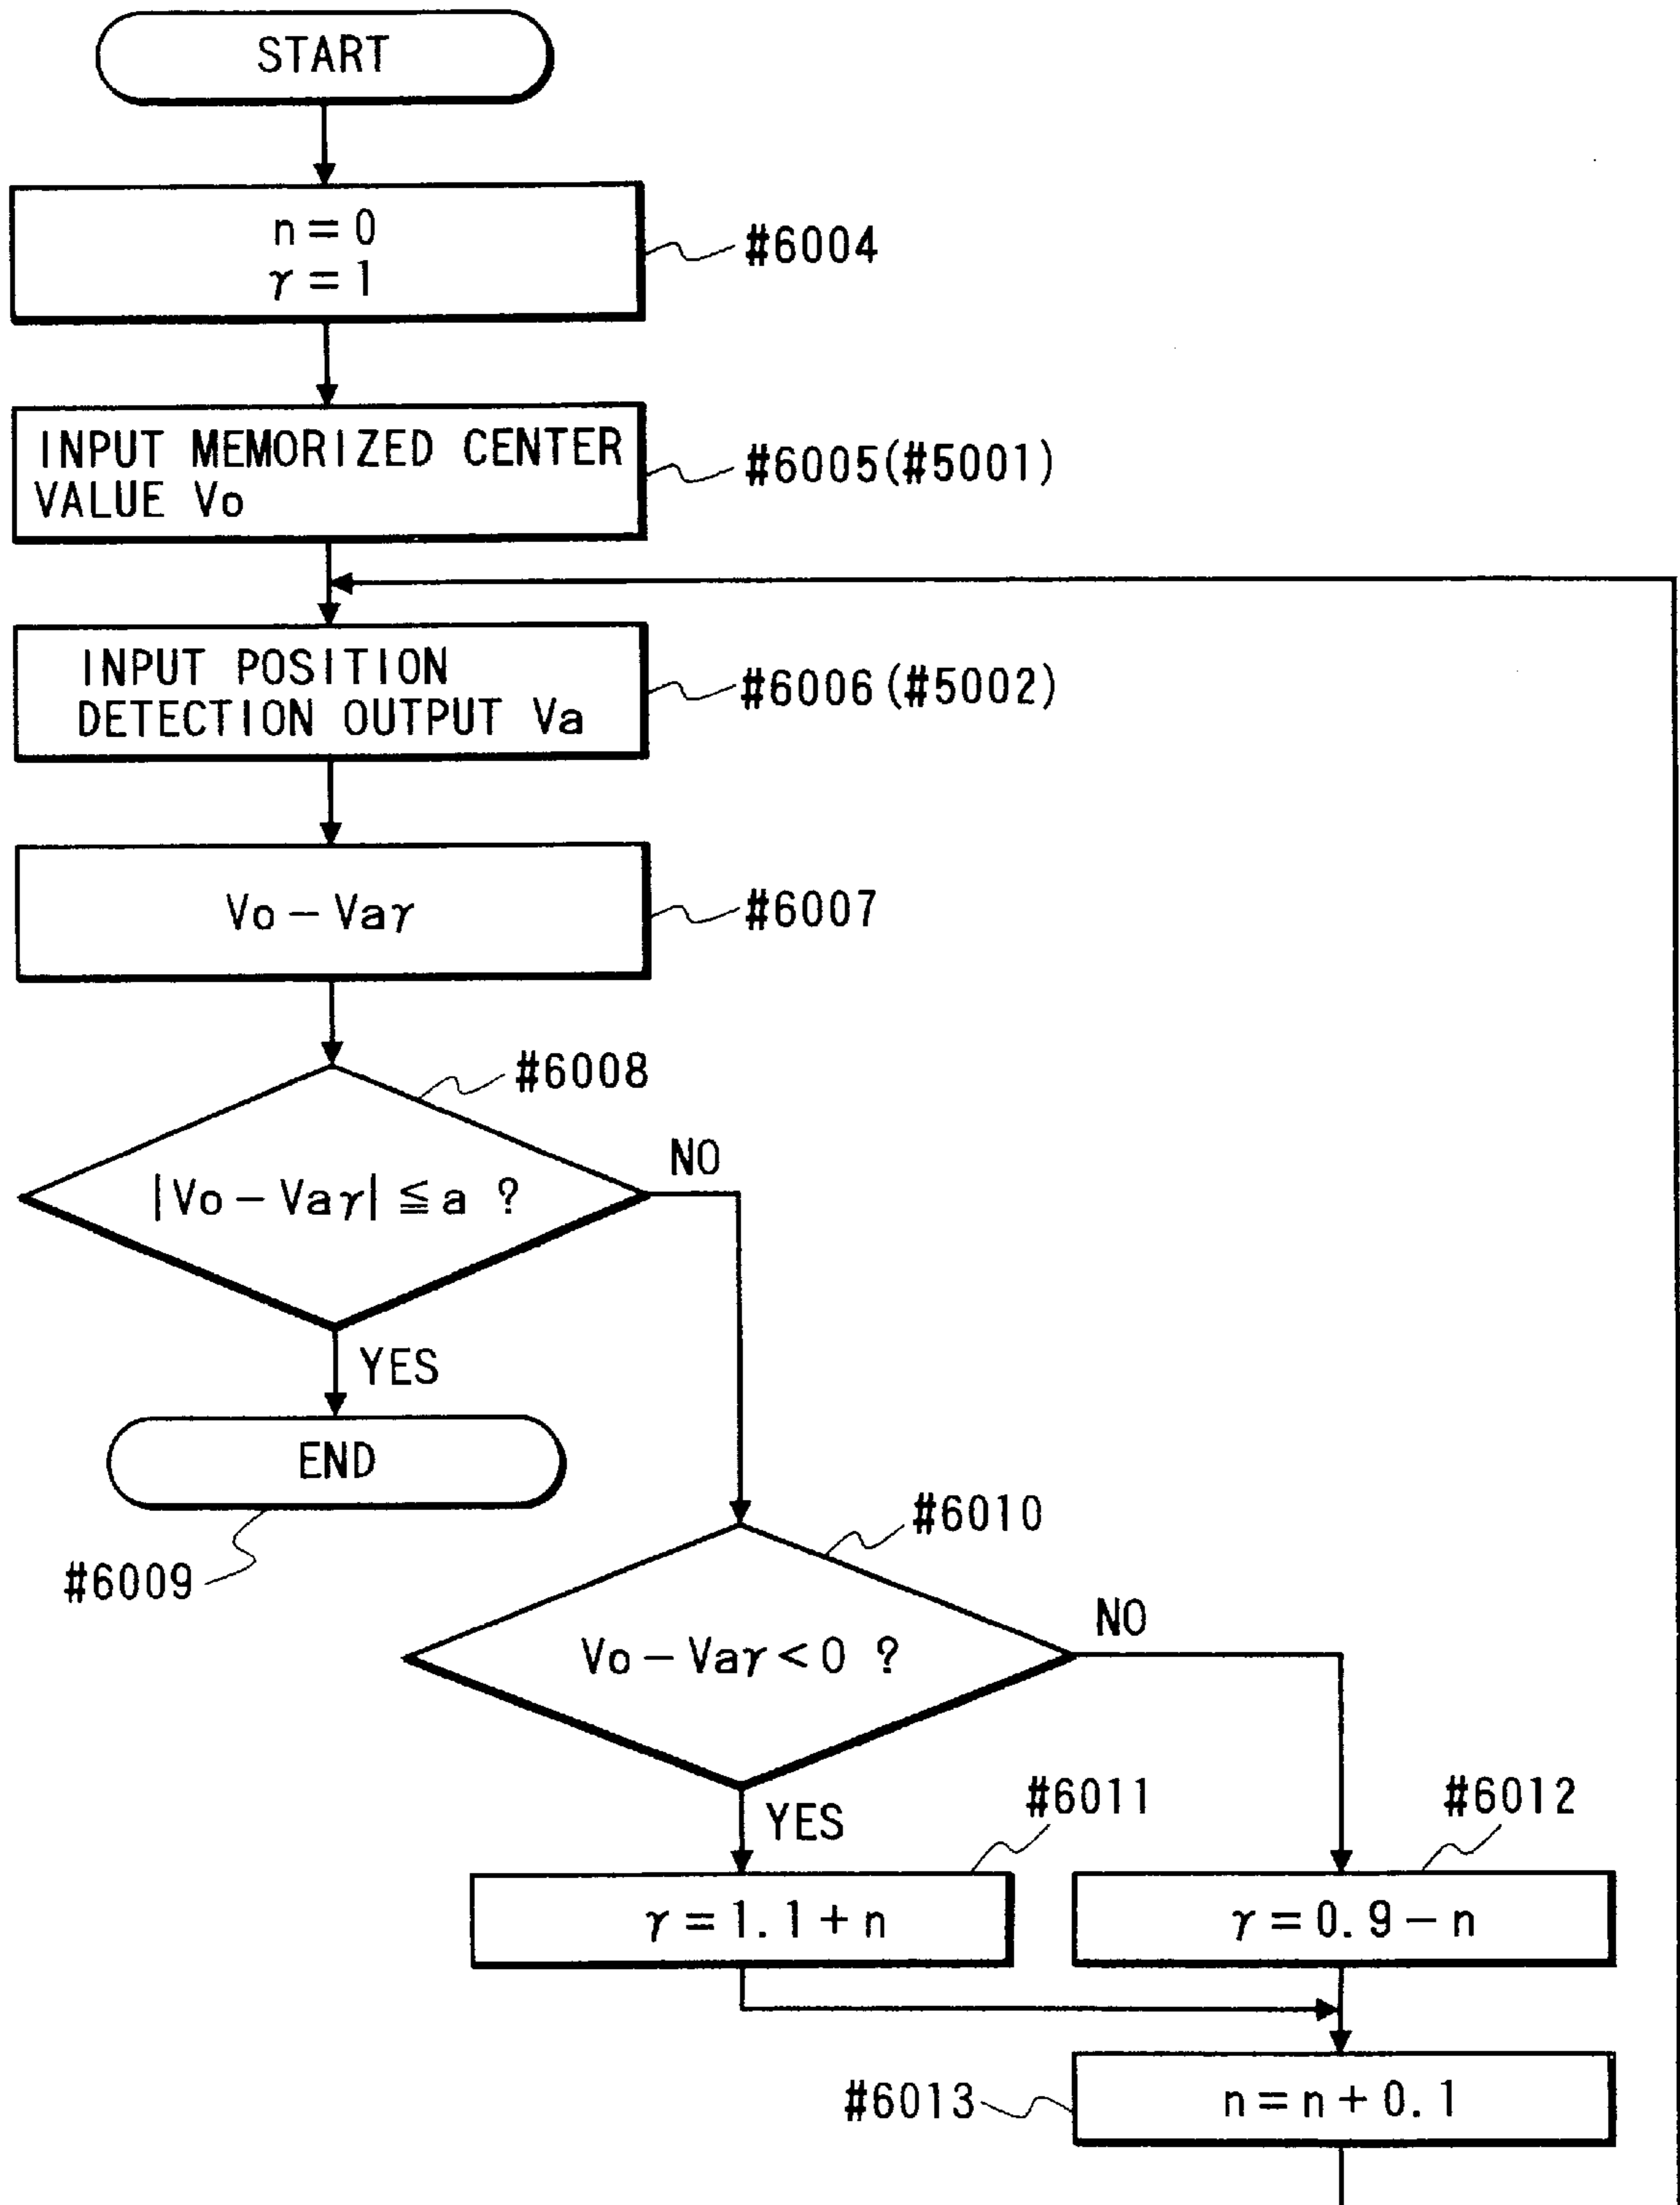 START
n = 0
γ = 1
#6004
INPUT MEMORIZED CENTER
VALUE Vo
#6005(#5001)
INPUT POSITION
DETECTION OUTPUT Va
#6006(#5002)
Vo − Vaγ
#6007
#6008
|Vo − Vaγ| ≦ a ?
NO
YES
END
#6009
#6010
Vo − Vaγ < 0 ?
NO
YES
#6011
#6012
γ = 1.1 + n
γ = 0.9 − n
#6013
n = n + 0.1